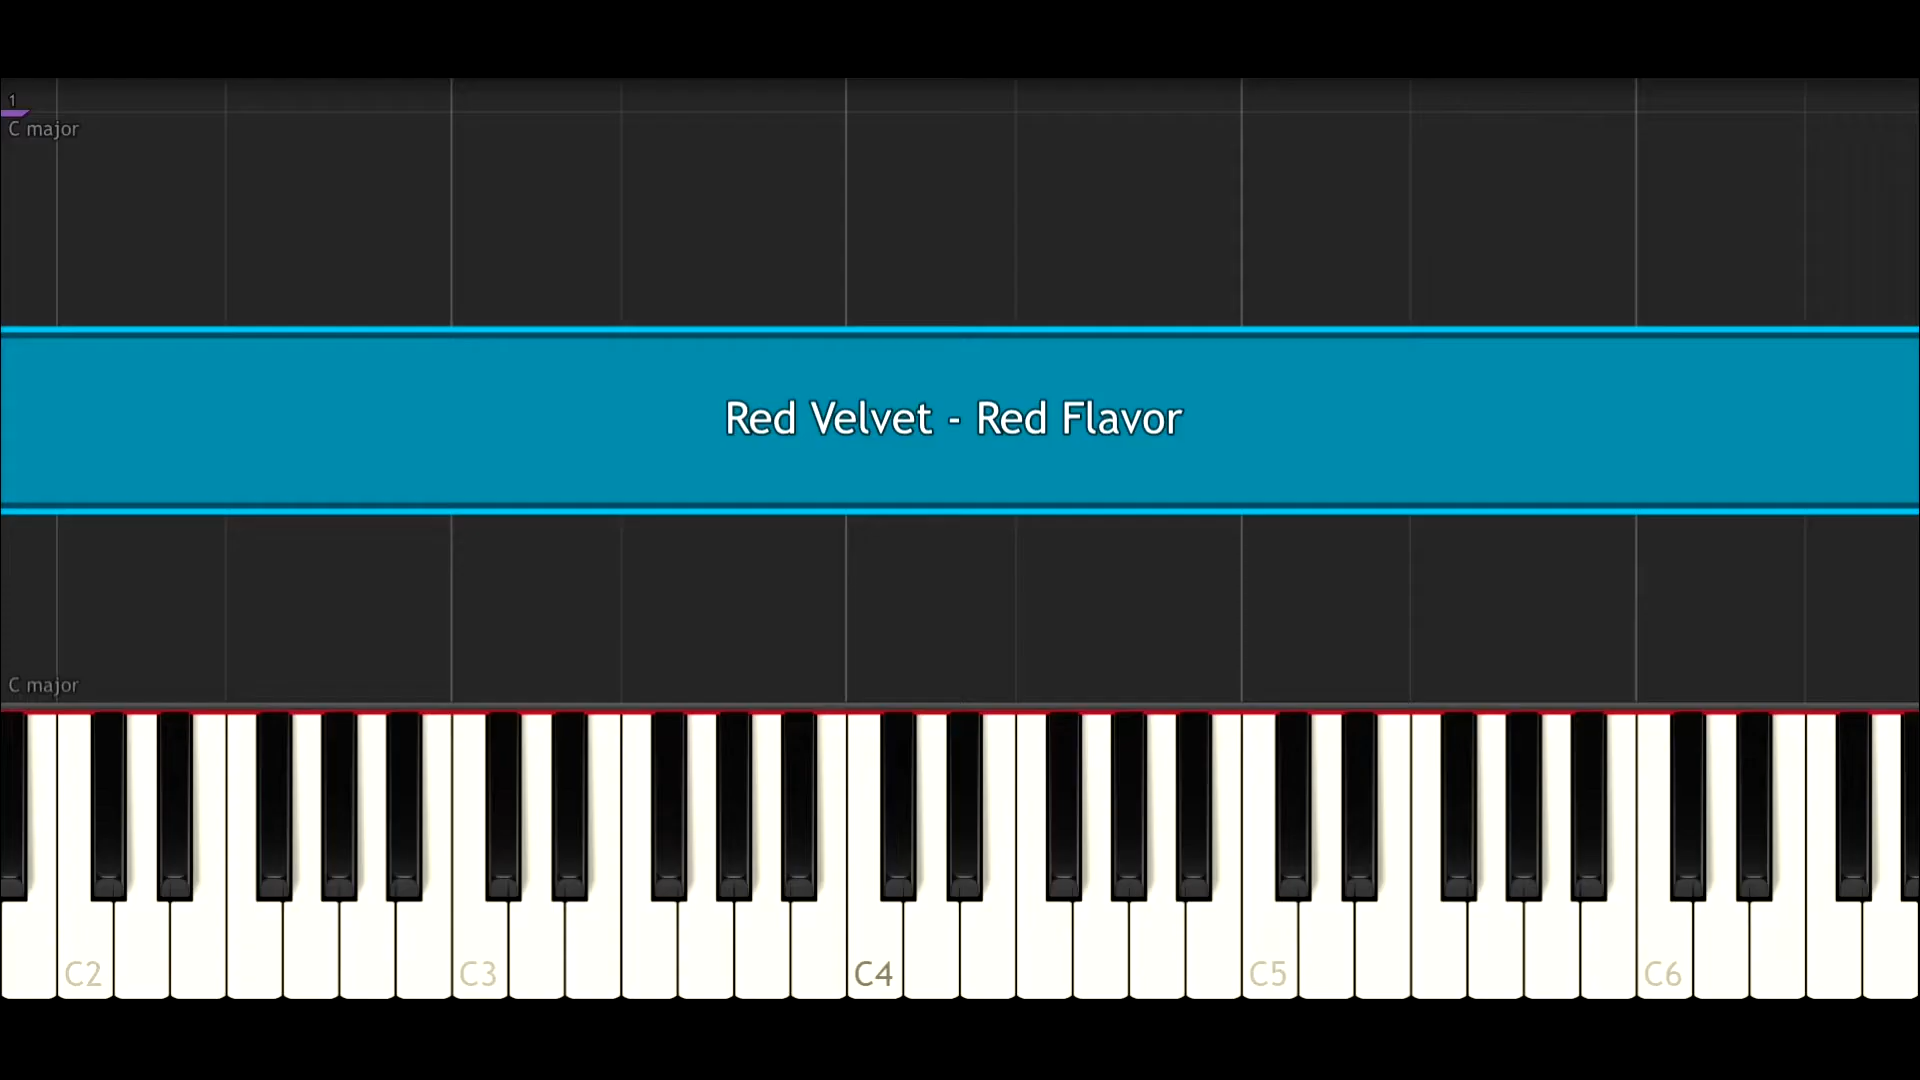 1
C major
Red Velvet - Red Flavor
C major
C2 C3 C4 C5 C6